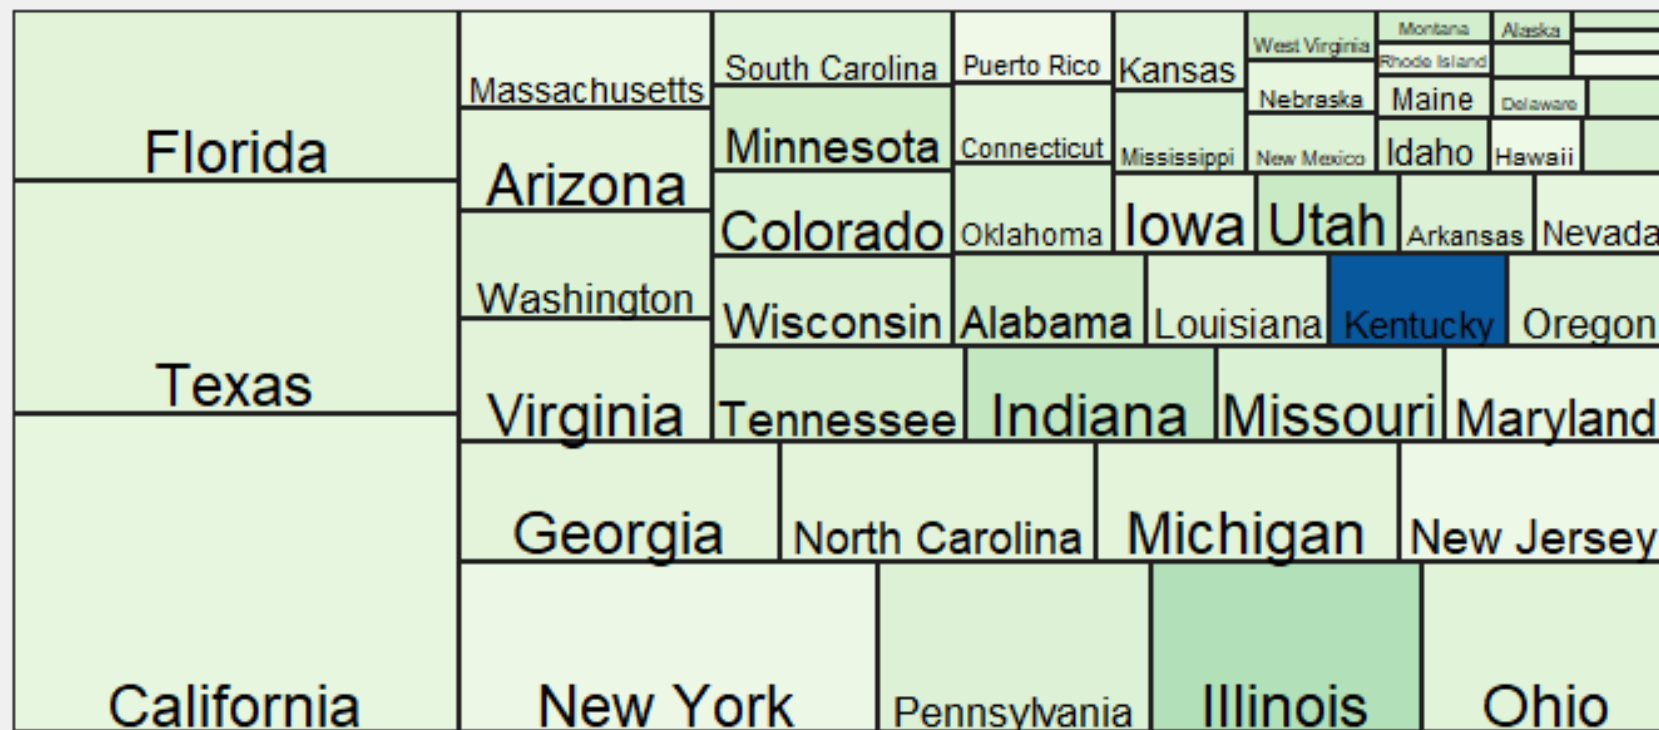 Florida
Texas
California
Massachusetts
Arizona
Washington
Virginia
South Carolina
Minnesota
Colorado
Wisconsin
Tennessee
Puerto Rico
Connecticut
Oklahoma
Kansas
Mississippi
West Virginia
Nebraska
New Mexico
Montana
Rhode Island
Maine
Idaho
Alaska
Delaware
Hawaii
Iowa
Utah
Arkansas
Nevada
Alabama
Louisiana
Kentucky
Oregon
Indiana
Missouri
Maryland
Georgia
North Carolina
Michigan
New Jersey
New York
Pennsylvania
Illinois
Ohio